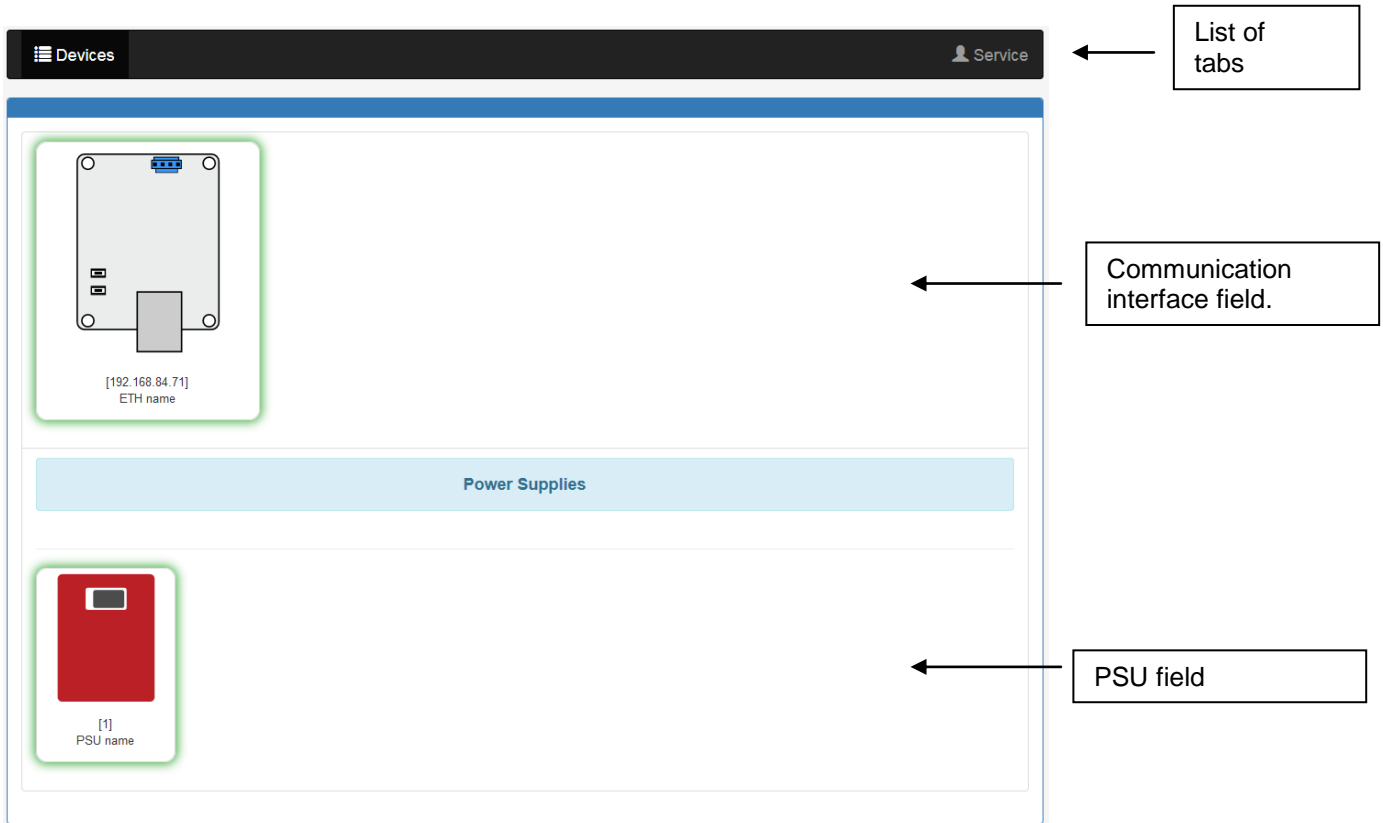 Devices
Service
List of
tabs
[192.168.84.71]
ETH name
Communication
interface field.
Power Supplies
[1]
PSU name
PSU field